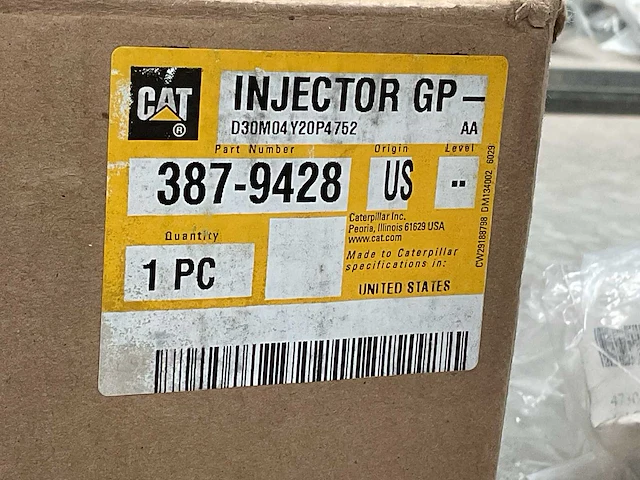 CAT
®
INJECTOR GP-
D30M04Y20P4752 AA
Part Number Origin Level
387-9428 US --
Quantity
1 PC
Caterpillar Inc.
Peoria, Illinois 61629 USA
www.cat.com
Made to Caterpillar
specifications in:
UNITED STATES
CW29188798 DM134002 6029